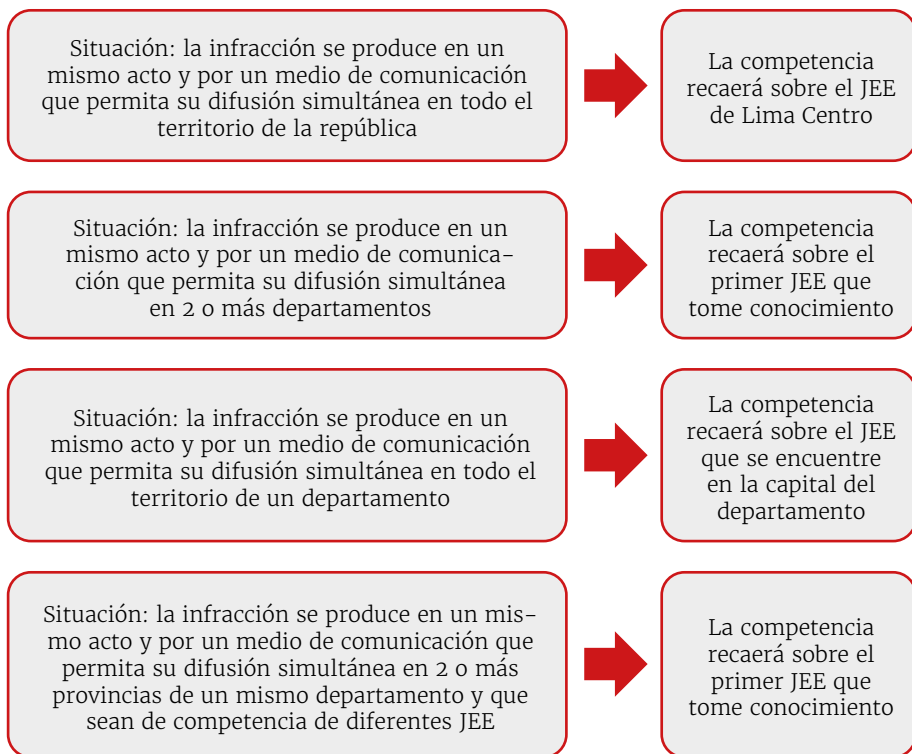 Situación: la infracción se produce en un
mismo acto y por un medio de comunicación
que permita su difusión simultánea en todo el
territorio de la república
La competencia
recaerá sobre el JEE
de Lima Centro
Situación: la infracción se produce en un
mismo acto y por un medio de comunica-
ción que permita su difusión simultánea
en 2 o más departamentos
La competencia
recaerá sobre el
primer JEE que
tome conocimiento
Situación: la infracción se produce en un
mismo acto y por un medio de comunicación
que permita su difusión simultánea en todo el
territorio de un departamento
La competencia
recaerá sobre el JEE
que se encuentre
en la capital del
departamento
Situación: la infracción se produce en un mis-
mo acto y por un medio de comunicación que
permita su difusión simultánea en 2 o más
provincias de un mismo departamento y que
sean de competencia de diferentes JEE
La competencia
recaerá sobre el
primer JEE que
tome conocimiento